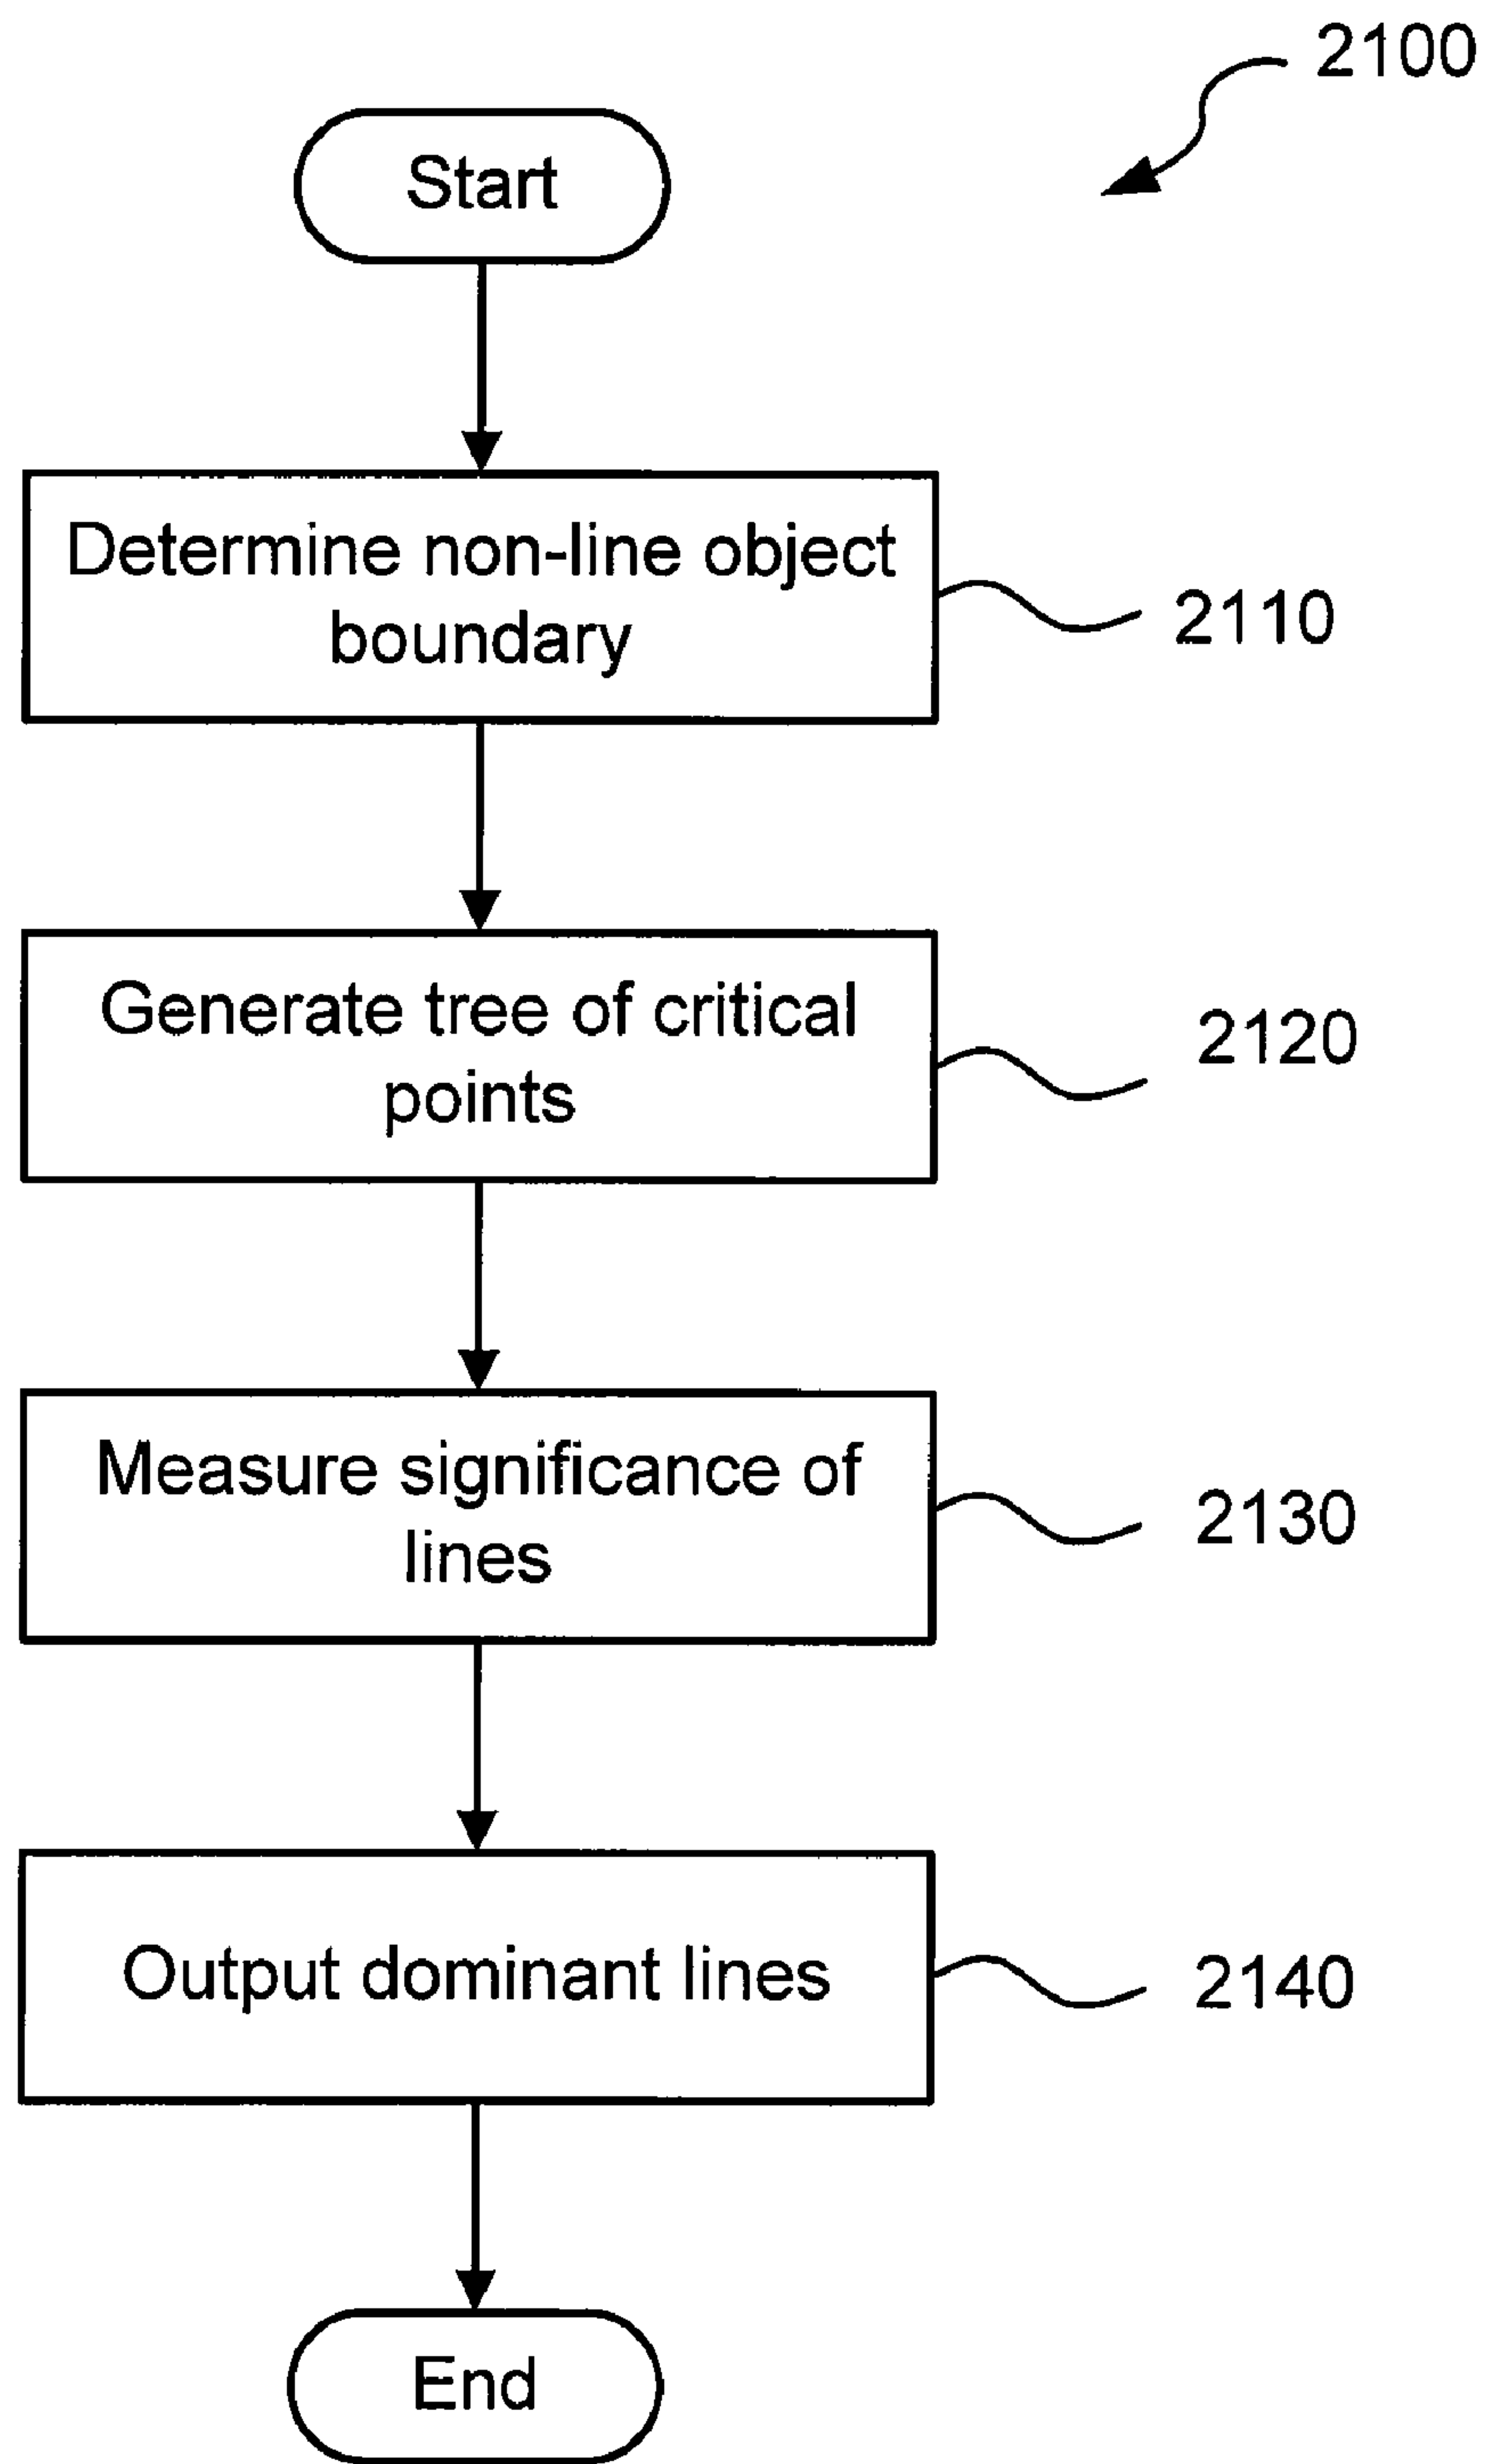 2100
Start
Determine non-line object
boundary
2110
Generate tree of critical
points
2120
Measure significance of
lines
2130
Output dominant lines
2140
End